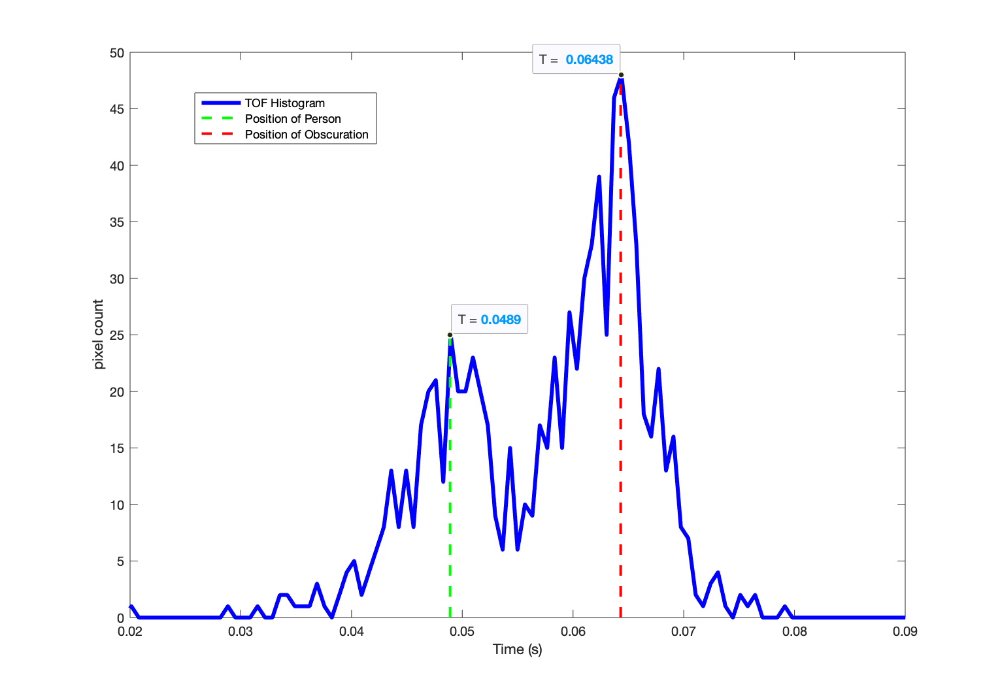 T = 0.06438
50
45
40
35
30
25
20
15
10
5
0
TOF Histogram
Position of Person
Position of Obscuration
T = 0.0489
pixel count
0.02 0.03 0.04 0.05 0.06 0.07 0.08 0.09
Time (s)